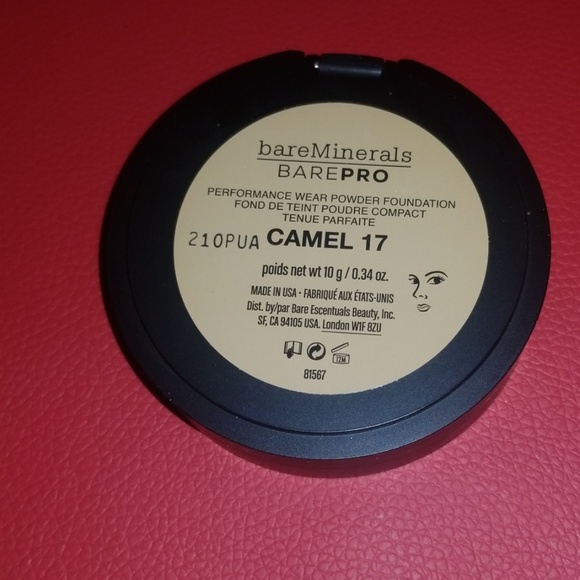 bareMinerals
BAREPRO
PERFORMANCE WEAR POWDER FOUNDATION
FOND DE TEINT POUDRE COMPACT
TENUE PARFAITE
210PUA CAMEL 17
poids net wt 10 g / 0.34 oz.
MADE IN USA • FABRIQUÉ AUX ÉTATS-UNIS
Dist. by/par Bare Escentuals Beauty, Inc.
SF, CA 94105 USA. London W1F 8ZU
12M
81567